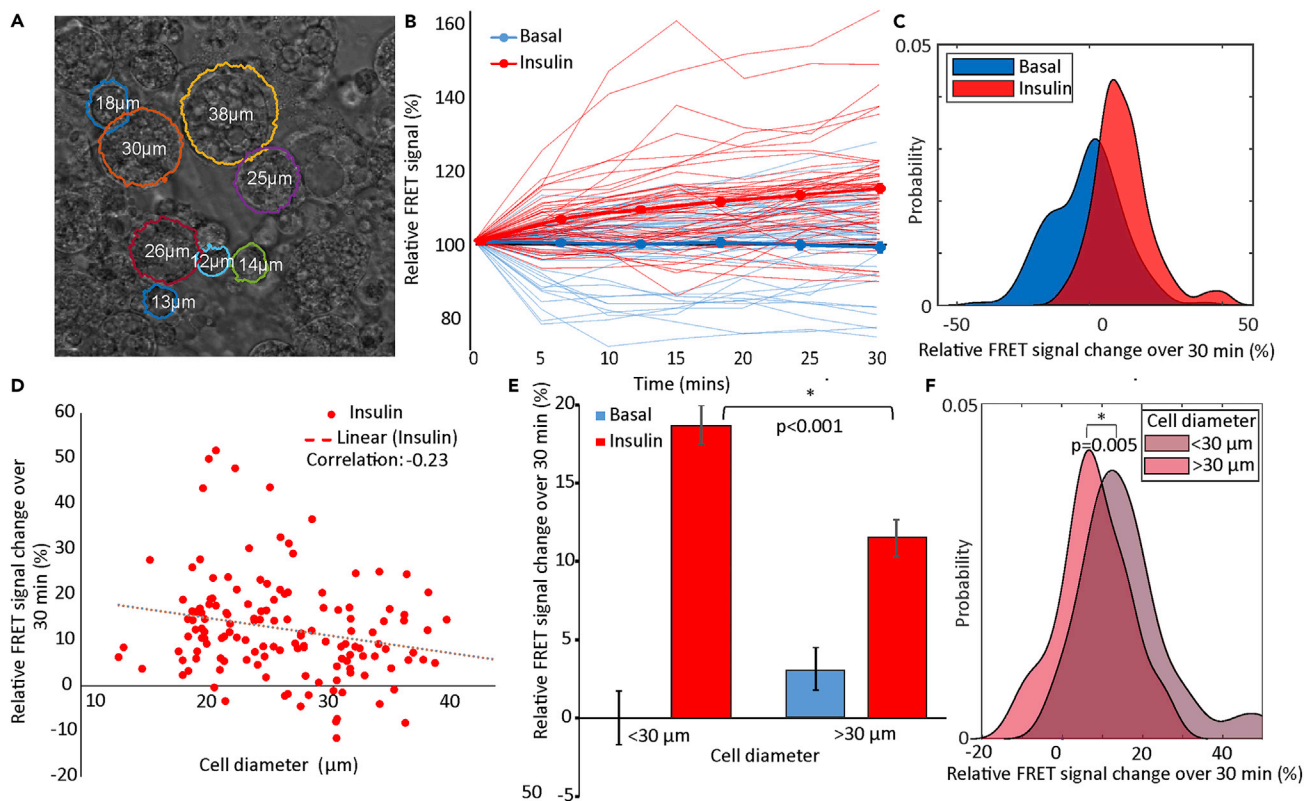 A
18µm
38µm
30µm
25µm
26µm
12µm
14µm
13µm
B
Relative FRET signal (%)
160
140
120
100
80
Basal
Insulin
0
5
10
15
20
25
30
Time (mins)
C
0.05
Probability
0
Basal
Insulin
-50
0
50
Relative FRET signal change over 30 min (%)
D
Relative FRET signal change over
30 min (%)
60
50
40
30
20
10
0
-10
-20
Insulin
Linear (Insulin)
Correlation: -0.23
10
20
30
40
50
Cell diameter (µm)
E
Relative FRET signal change over 30 min (%)
20
15
10
5
0
-5
Basal
Insulin
*
p<0.001
<30 µm
>30 µm
Cell diameter
F
0.05
Probability
0
*
p=0.005
Cell diameter
<30 µm
>30 µm
-20
0
20
40
Relative FRET signal change over 30 min (%)